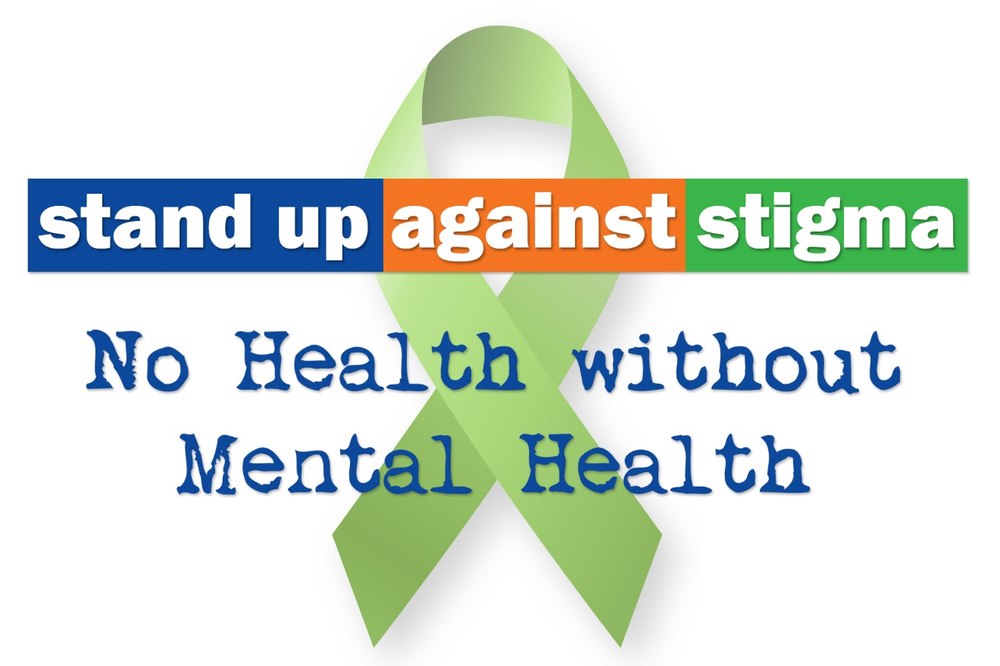 stand up against stigma
No Health without
Mental Health